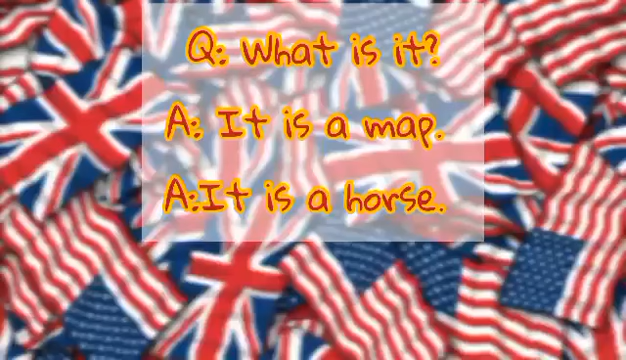 Q: What is it?
A: It is a map.
A:It is a horse.